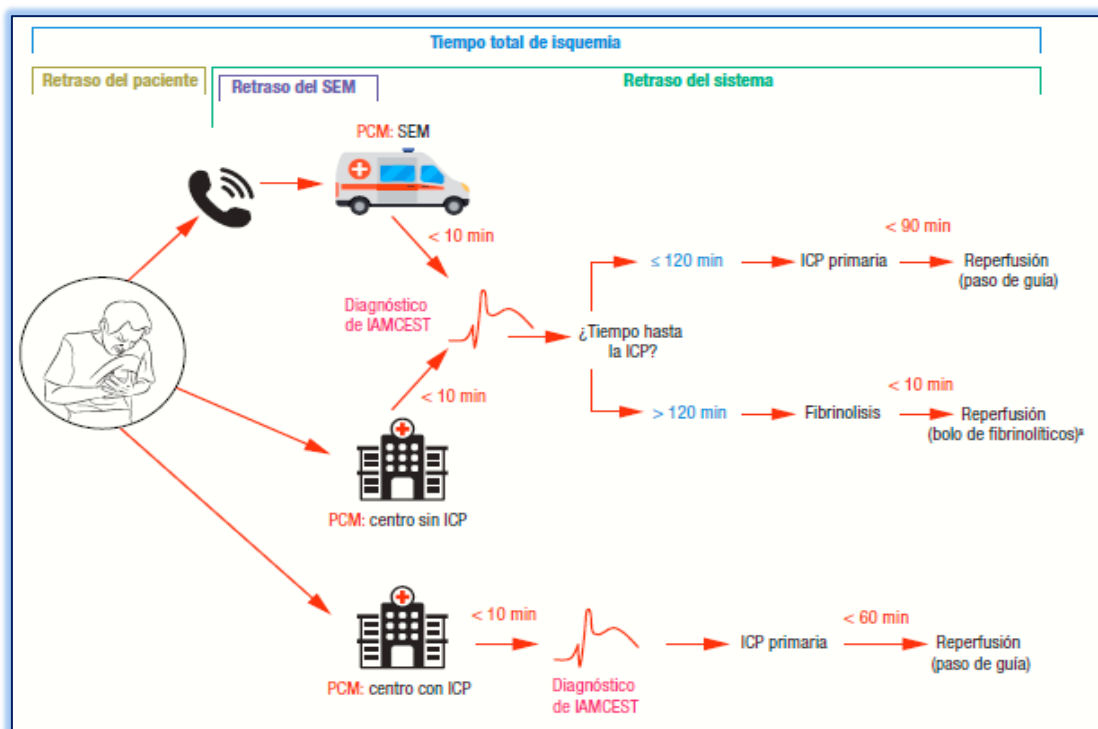 Tiempo total de isquemia
Retraso del paciente
Retraso del SEM
Retraso del sistema
PCM: SEM
< 10 min
Diagnóstico
de IAMCEST
< 10 min
PCM: centro sin ICP
¿Tiempo hasta
la ICP?
≤ 120 min
ICP primaria
< 90 min
Reperfusión
(paso de guía)
> 120 min
Fibrinolisis
< 10 min
Reperfusión
(bolo de fibrinolíticos)ª
PCM: centro con ICP
< 10 min
Diagnóstico
de IAMCEST
ICP primaria
< 60 min
Reperfusión
(paso de guía)